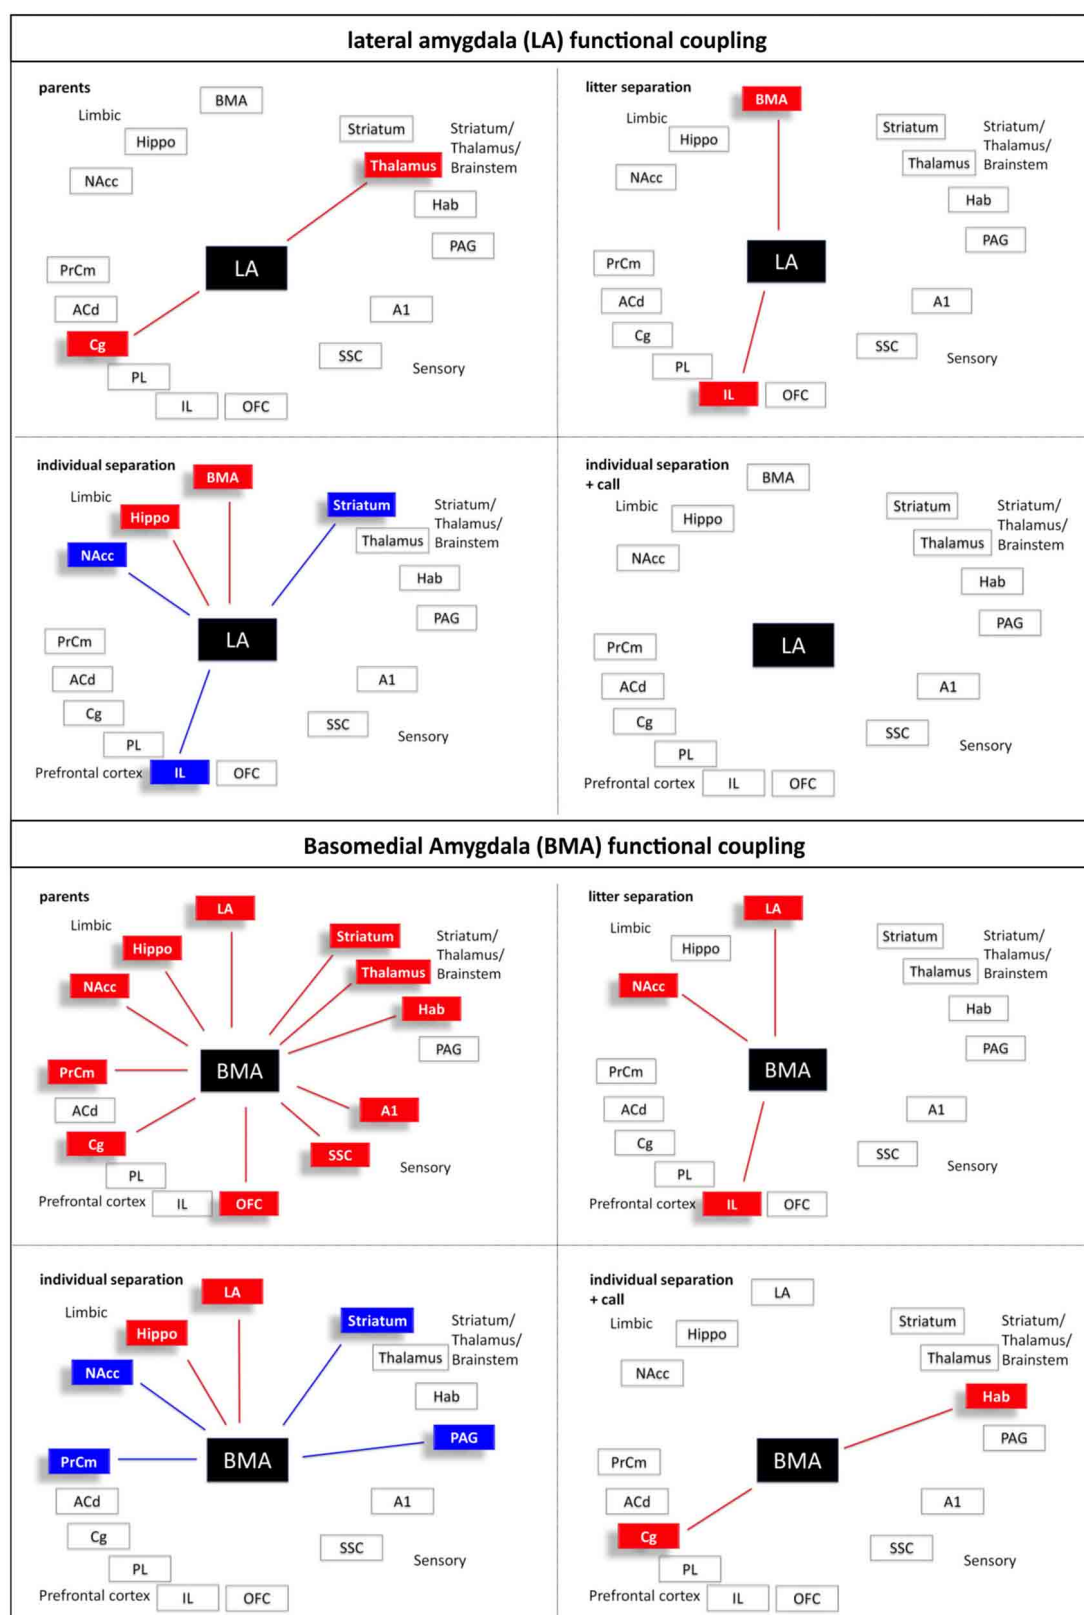 lateral amygdala (LA) functional coupling
parents
BMA
Limbic
Hippo
NAcc
Striatum
Striatum/
Thalamus/
Brainstem
Thalamus
Hab
PAG
LA
PrCm
ACd
Cg
PL
IL
OFC
A1
SSC
Sensory
litter separation
BMA
Limbic
Hippo
NAcc
Striatum
Striatum/
Thalamus/
Brainstem
Thalamus
Hab
PAG
LA
PrCm
ACd
Cg
PL
IL
OFC
A1
SSC
Sensory
individual separation
BMA
Limbic
Hippo
NAcc
Striatum
Striatum/
Thalamus/
Brainstem
Thalamus
Hab
PAG
LA
PrCm
ACd
Cg
PL
Prefrontal cortex
IL
OFC
A1
SSC
Sensory
individual separation
+ call
BMA
Limbic
Hippo
NAcc
Striatum
Striatum/
Thalamus/
Brainstem
Thalamus
Hab
PAG
LA
PrCm
ACd
Cg
PL
Prefrontal cortex
IL
OFC
A1
SSC
Sensory
Basomedial Amygdala (BMA) functional coupling
parents
LA
Limbic
Hippo
NAcc
Striatum
Striatum/
Thalamus/
Brainstem
Thalamus
Hab
PAG
BMA
PrCm
ACd
Cg
PL
Prefrontal cortex
IL
OFC
A1
SSC
Sensory
litter separation
LA
Limbic
Hippo
NAcc
Striatum
Striatum/
Thalamus/
Brainstem
Thalamus
Hab
PAG
BMA
PrCm
ACd
Cg
PL
Prefrontal cortex
IL
OFC
A1
SSC
Sensory
individual separation
LA
Limbic
Hippo
NAcc
Striatum
Striatum/
Thalamus/
Brainstem
Thalamus
Hab
PAG
BMA
PrCm
ACd
Cg
PL
Prefrontal cortex
IL
OFC
A1
SSC
Sensory
individual separation
+ call
LA
Limbic
Hippo
NAcc
Striatum
Striatum/
Thalamus/
Brainstem
Thalamus
Hab
PAG
BMA
PrCm
ACd
Cg
PL
Prefrontal cortex
IL
OFC
A1
SSC
Sensory